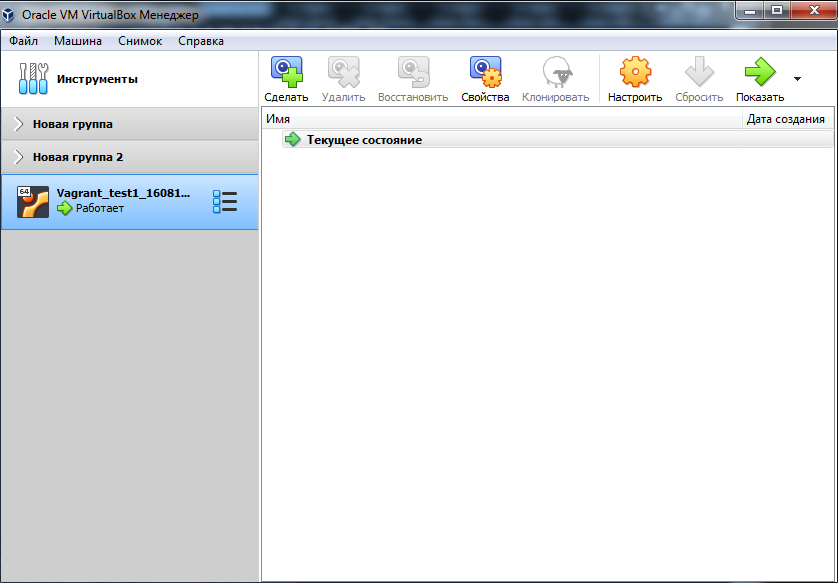 Oracle VM VirtualBox Менеджер
Файл Машина Снимок Справка
Инструменты
Сделать Удалить Восстановить Свойства Клонировать Настроить Сбросить Показать
Имя Дата создания
Новая группа
Текущее состояние
Новая группа 2
64
Vagrant_test1_16081...
Работает